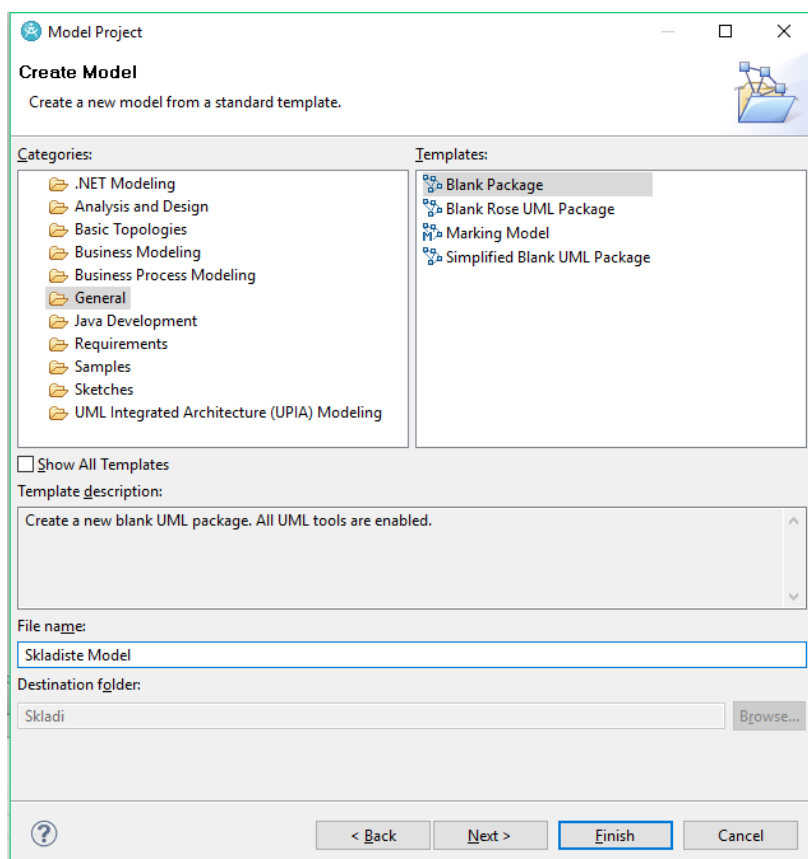 Model Project
Create Model
Create a new model from a standard template.
Categories:
.NET Modeling
Analysis and Design
Basic Topologies
Business Modeling
Business Process Modeling
General
Java Development
Requirements
Samples
Sketches
UML Integrated Architecture (UPIA) Modeling
Templates:
Blank Package
Blank Rose UML Package
Marking Model
Simplified Blank UML Package
Show All Templates
Template description:
Create a new blank UML package. All UML tools are enabled.
File name:
Skladiste Model
Destination folder:
Skladi
Browse...
< Back
Next >
Finish
Cancel